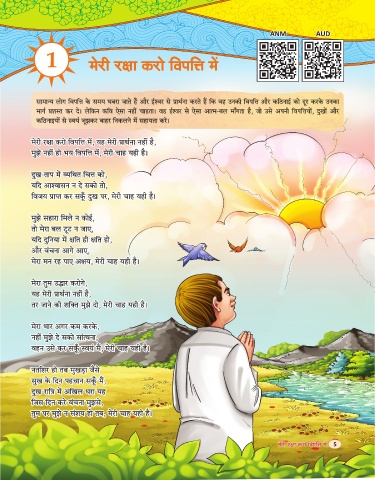 ANM
AUD
1
मेरी रक्षा करो विपत्ति में
सामान्य लोग विपत्ति के समय घबरा जाते हैं और ईश्वर से प्रार्थना करते हैं कि वह उनकी विपत्ति और कठिनाई को दूर करके उनका
मार्ग प्रशस्त कर दे। लेकिन कवि ऐसा नहीं चाहता। वह ईश्वर से ऐसा आत्म-बल माँगता है, जो उसे अपनी विपत्तियों, दुखों और
कठिनाइयों से स्वयं जूझकर बाहर निकलने में सहायता करे।
मेरी रक्षा करो विपत्ति में, यह मेरी प्रार्थना नहीं है,
मुझे नहीं हो भय विपत्ति में, मेरी चाह यही है।
दुख-ताप में व्यथित चित्त को,
यदि आश्वासन न दे सको तो,
विजय प्राप्त कर सकूँ दुख पर, मेरी चाह यही है।
मुझे सहारा मिले न कोई,
तो मेरा बल टूट न जाए,
यदि दुनिया में क्षति ही क्षति हो,
और वंचना आगे आए,
मेरा मन रह पाए अक्षय, मेरी चाह यही है।
मेरा तुम उद्धार करोगे,
यह मेरी प्रार्थना नहीं है,
तर जाने की शक्ति मुझे दो, मेरी चाह यही है।
मेरा भार अगर कम करके,
नहीं मुझे दे सको सांत्वना,
वहन उसे कर सकूँ स्वयं मैं, मेरी चाह यही है।
नतशिर हो तब मुखड़ा जैसे
सुख के दिन पहचान सकूँ मैं,
दुख रात्रि में अखिल धरा यह
जिस दिन करे वंचना मुझसे,
तुम पर मुझे न संशय हो तब, मेरी चाह यही है।
मेरी रक्षा करो विपत्ति में 5